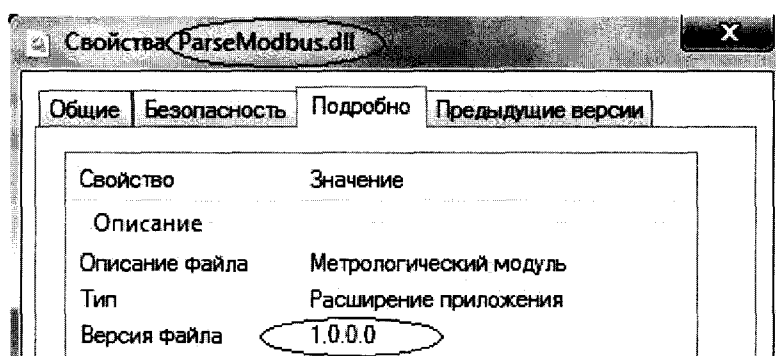 Свойства: ParseModbus.dll
Общие Безопасность Подробно Предыдущие версии
Свойство Значение
Описание
Описание файла Метрологический модуль
Тип Расширение приложения
Версия файла 1.0.0.0